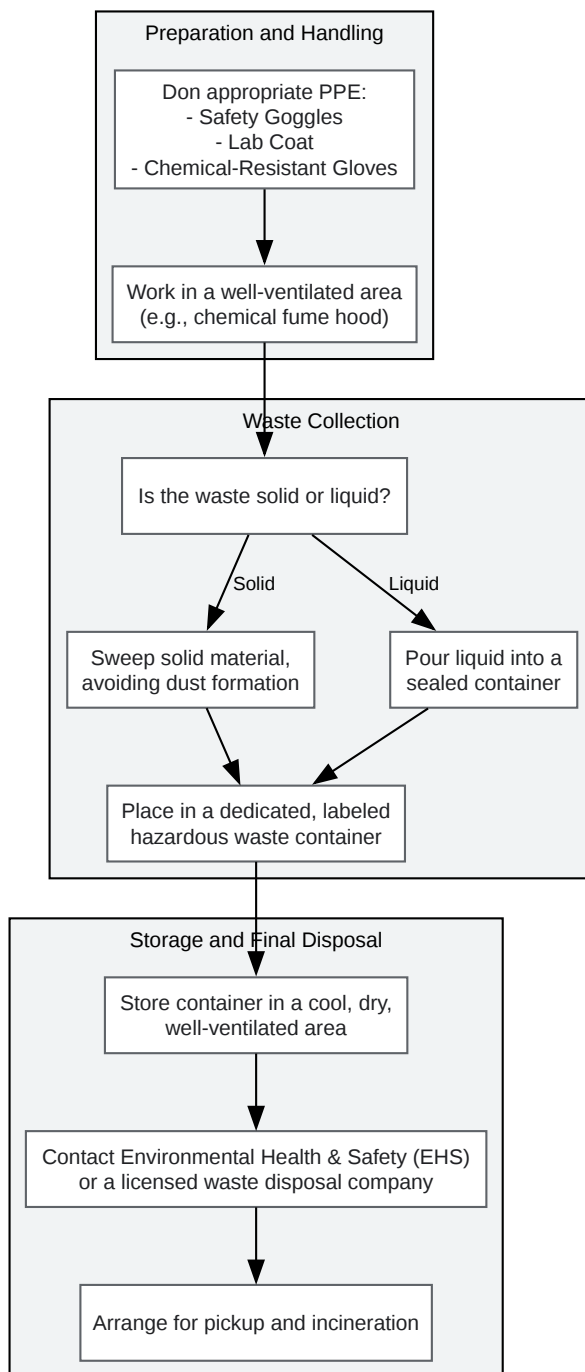 Preparation and Handling
Don appropriate PPE:
- Safety Goggles
- Lab Coat
- Chemical-Resistant Gloves
Work in a well-ventilated area
(e.g., chemical fume hood)
Waste Collection
Is the waste solid or liquid?
Solid
Liquid
Sweep solid material,
avoiding dust formation
Pour liquid into a
sealed container
Place in a dedicated, labeled
hazardous waste container
Storage and Final Disposal
Store container in a cool, dry,
well-ventilated area
Contact Environmental Health & Safety (EHS)
or a licensed waste disposal company
Arrange for pickup and incineration